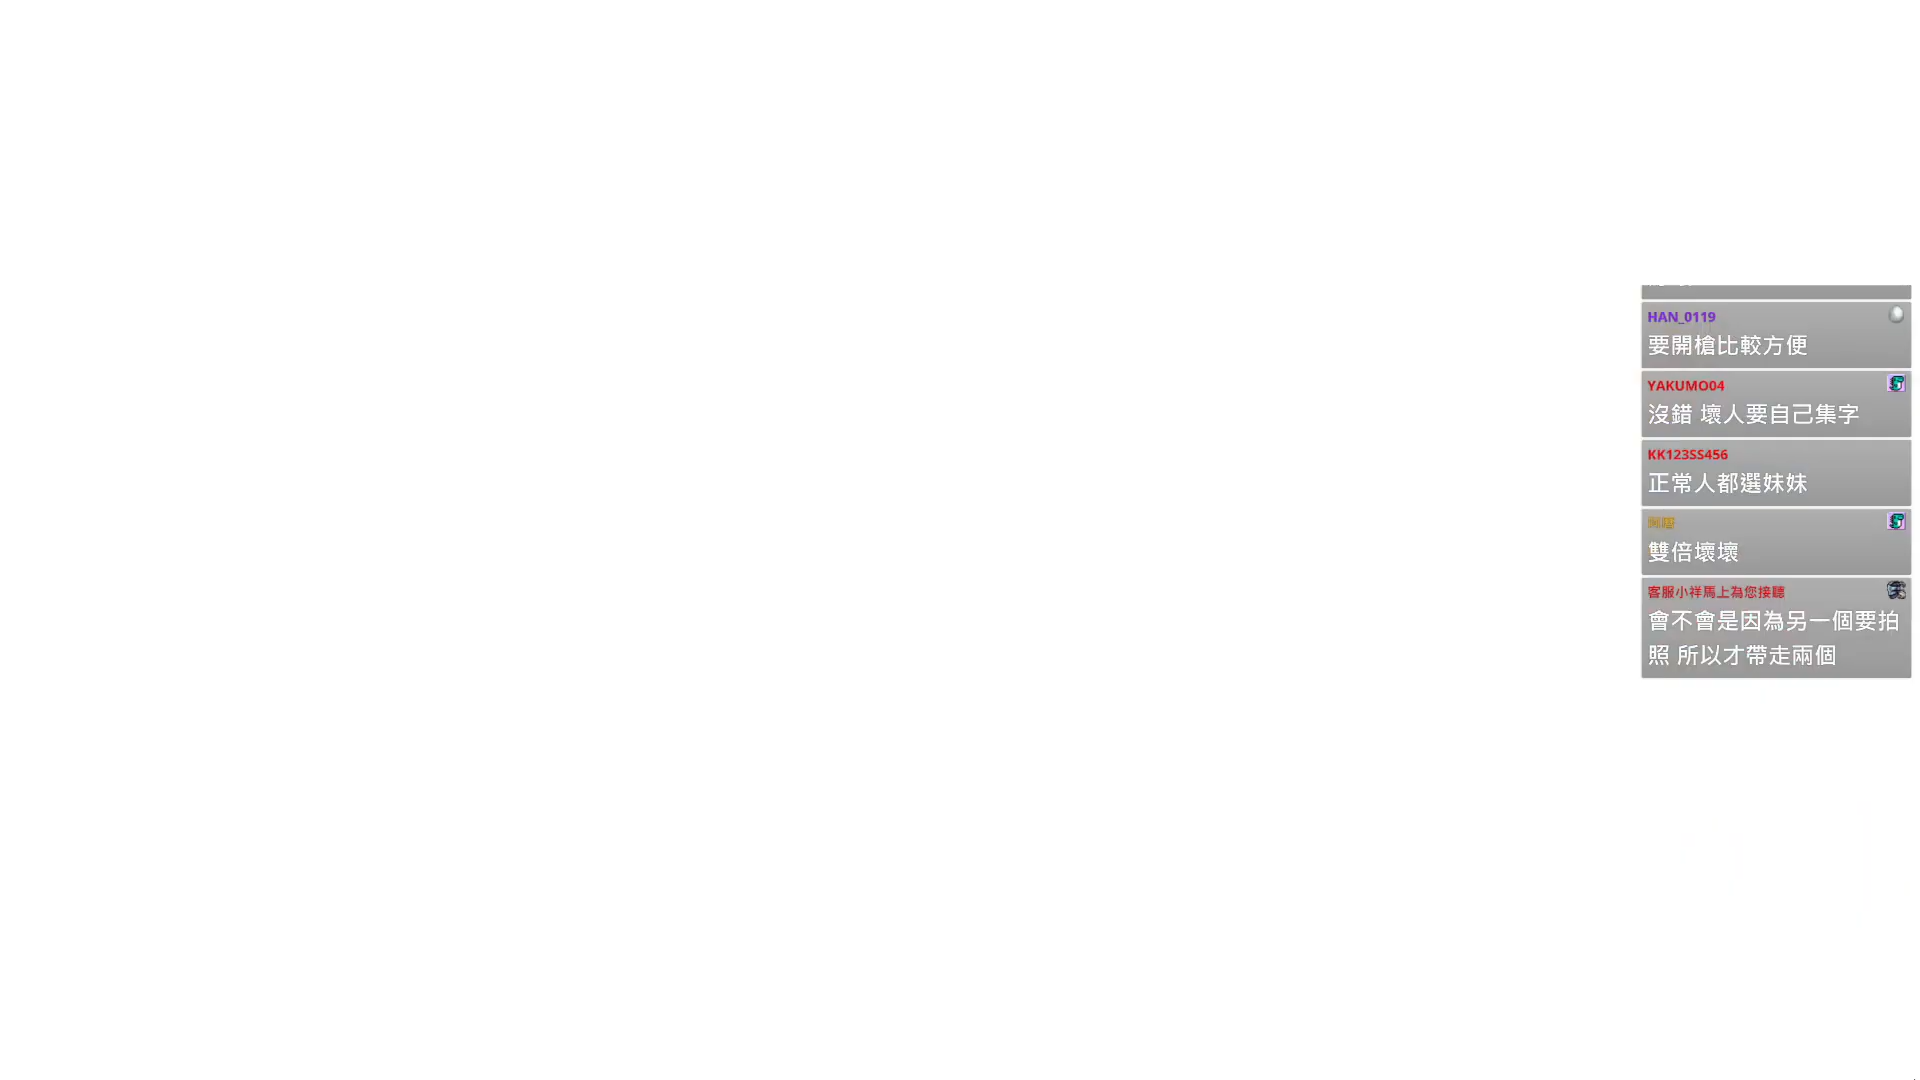 HAN_0119
要開槍比較方便
YAKUMO04
沒錯 壞人要自己集字
KK123SS456
正常人都選妹妹
雙倍壞壞
客服小祥馬上為您接聽
會不會是因為另一個要拍
照 所以才帶走兩個